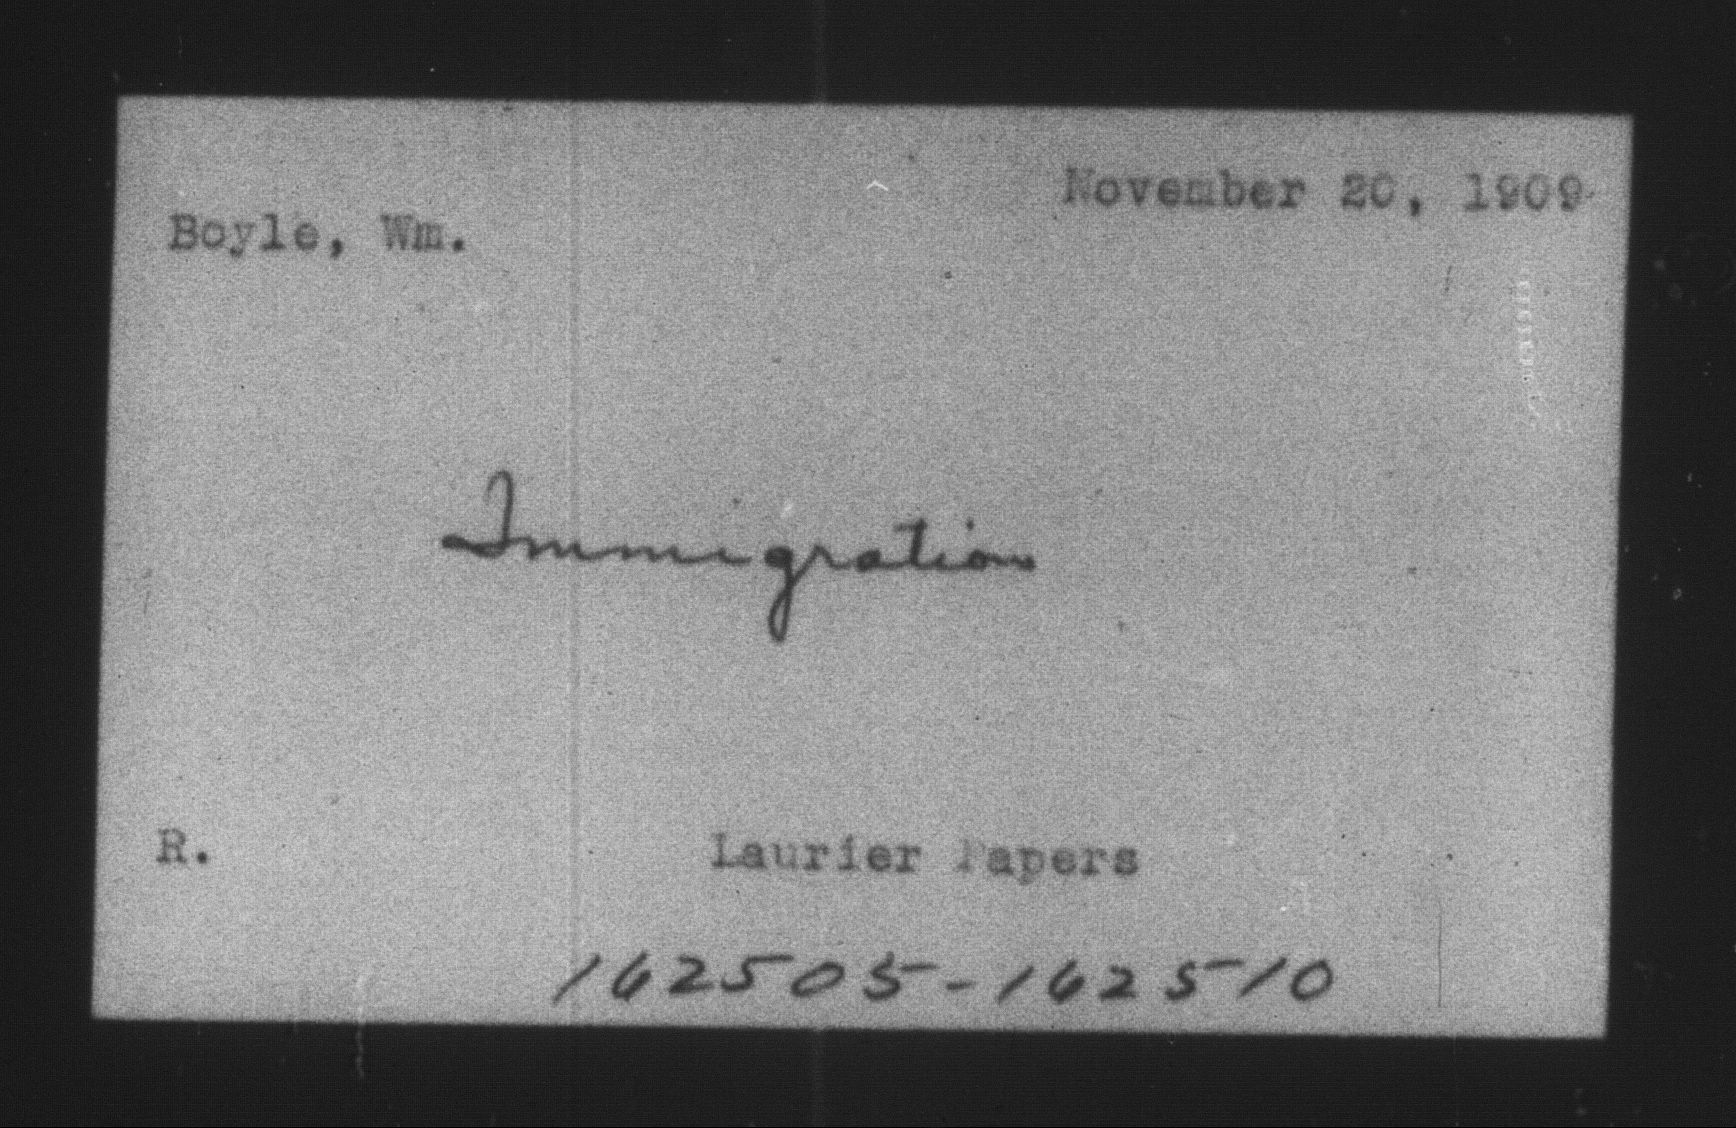 November 20, 1909
Boyle, Wm.
Immigration
R.
Laurier Papers
162505-162510